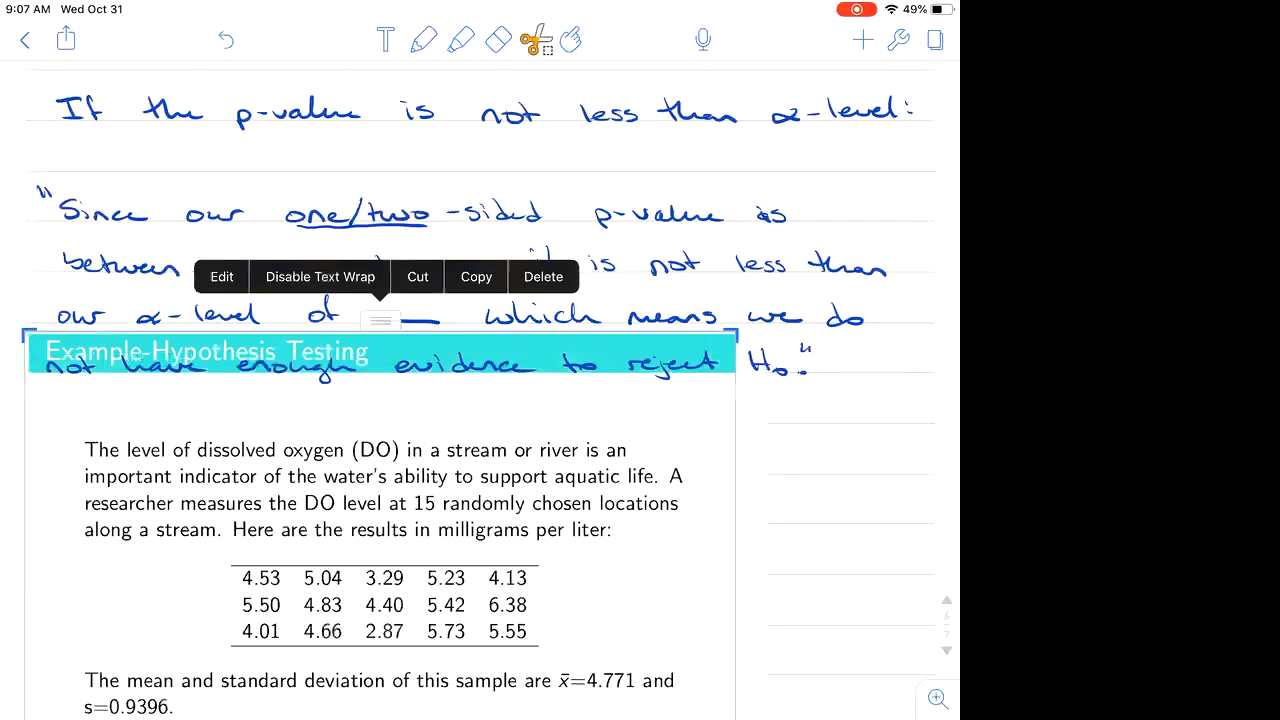 9:07 AM Wed Oct 31 49%
T
If the p-value is not less than α-level:
"Since our one/two-sided p-value is
between is not less than
Edit Disable Text Wrap Cut Copy Delete
our α-level of ___ which means we do
Example-Hypothesis Testing
not have enough evidence to reject H₀."
The level of dissolved oxygen (DO) in a stream or river is an
important indicator of the water's ability to support aquatic life. A
researcher measures the DO level at 15 randomly chosen locations
along a stream. Here are the results in milligrams per liter:
4.53 5.04 3.29 5.23 4.13
5.50 4.83 4.40 5.42 6.38
4.01 4.66 2.87 5.73 5.55
The mean and standard deviation of this sample are x̄=4.771 and
s=0.9396.
6
7